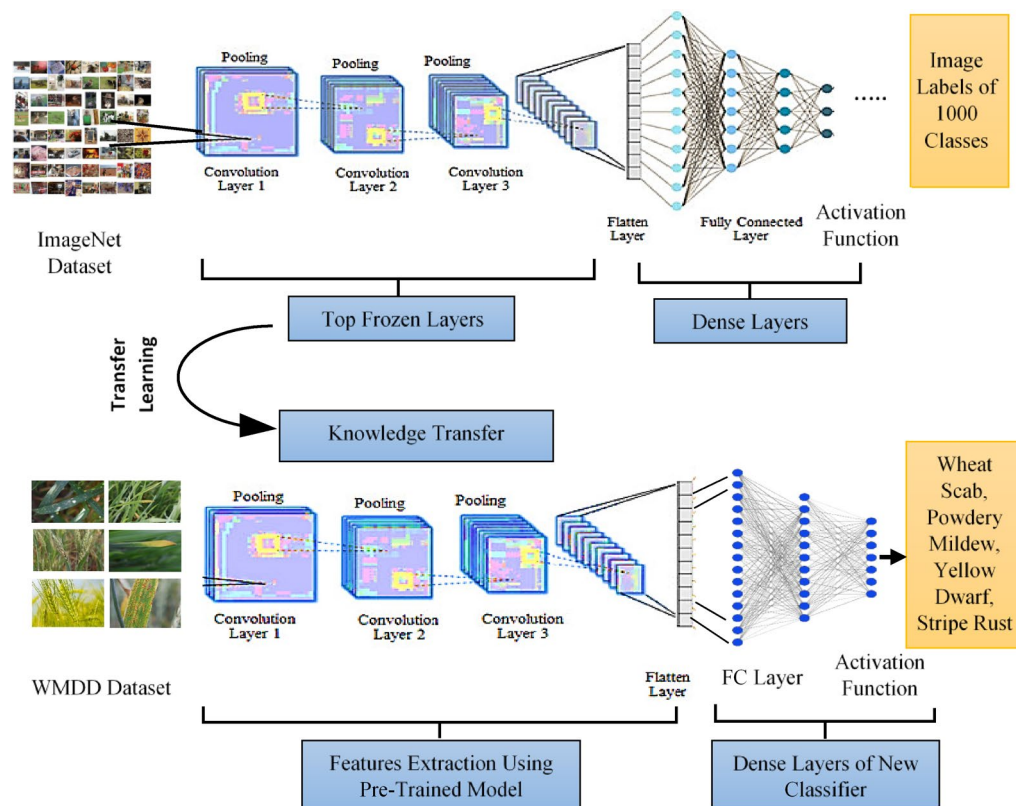 Pooling
Pooling
Pooling
Convolution
Layer 1
Convolution
Layer 2
Convolution
Layer 3
Flatten
Layer
Fully Connected
Layer
Activation
Function
.....
Image
Labels of
1000
Classes
ImageNet
Dataset
Top Frozen Layers
Dense Layers
Transfer
Learning
Knowledge Transfer
Pooling
Pooling
Pooling
Convolution
Layer 1
Convolution
Layer 2
Convolution
Layer 3
Flatten
Layer
FC Layer
Activation
Function
Wheat
Scab,
Powdery
Mildew,
Yellow
Dwarf,
Stripe Rust
WMDD Dataset
Features Extraction Using
Pre-Trained Model
Dense Layers of New
Classifier